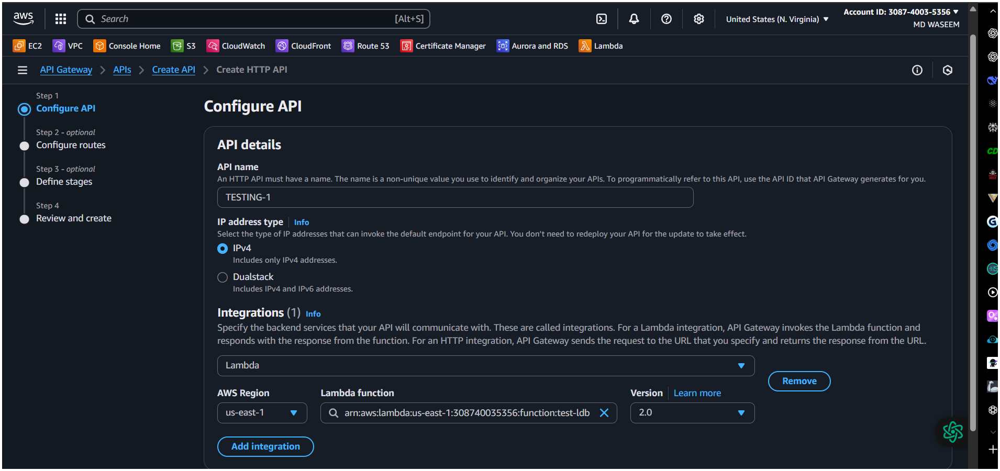 aws
Search [Alt+S]
United States (N. Virginia)
Account ID: 3087-4003-5356
MD WASEEM
EC2 VPC Console Home S3 CloudWatch CloudFront Route 53 Certificate Manager Aurora and RDS Lambda
API Gateway APIs Create API Create HTTP API
Step 1
Configure API
Step 2 - optional
Configure routes
Step 3 - optional
Define stages
Step 4
Review and create
Configure API
API details
API name
An HTTP API must have a name. The name is a non-unique value you use to identify and organize your APIs. To programmatically refer to this API, use the API ID that API Gateway generates for you.
TESTING-1
IP address type Info
Select the type of IP addresses that can invoke the default endpoint for your API. You don’t need to redeploy your API for the update to take effect.
IPv4
Includes only IPv4 addresses.
Dualstack
Includes IPv4 and IPv6 addresses.
Integrations (1) Info
Specify the backend services that your API will communicate with. These are called integrations. For a Lambda integration, API Gateway invokes the Lambda function and
responds with the response from the function. For an HTTP integration, API Gateway sends the request to the URL that you specify and returns the response from the URL.
Lambda
Remove
AWS Region Lambda function Version Learn more
us-east-1 arn:aws:lambda:us-east-1:308740035356:function:test-ldb 2.0
Add integration
CD